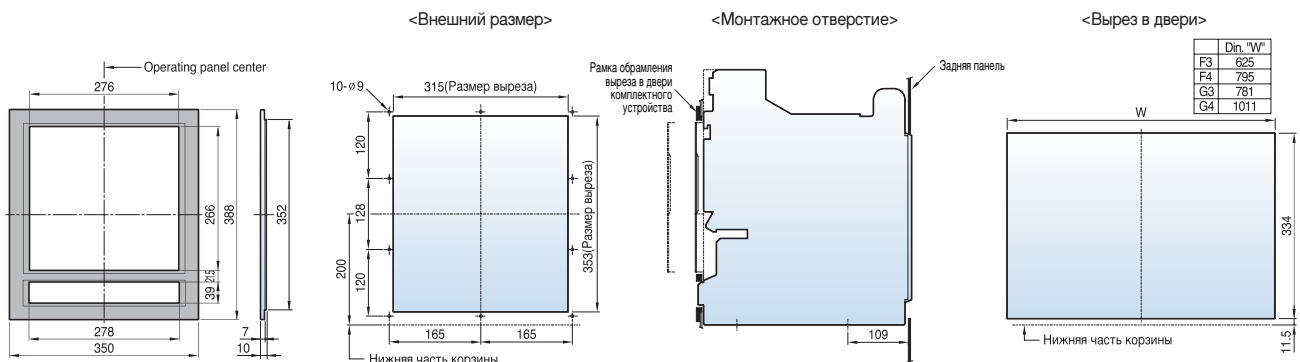 <Внешний размер>
<Монтажное отверстие>
<Вырез в двери>
Din. "W"
F3 625
F4 795
G3 781
G4 1011
Operating panel center
276
266
388
352
21.5
39
278
350
7
10
10-ø9
315(Размер выреза)
120
128
120
200
353(Размер выреза)
165
165
Нижняя часть корзины
Рамка обрамления
выреза в двери
комплектного
устройства
Задняя панель
109
W
334
11.5
Нижняя часть корзины